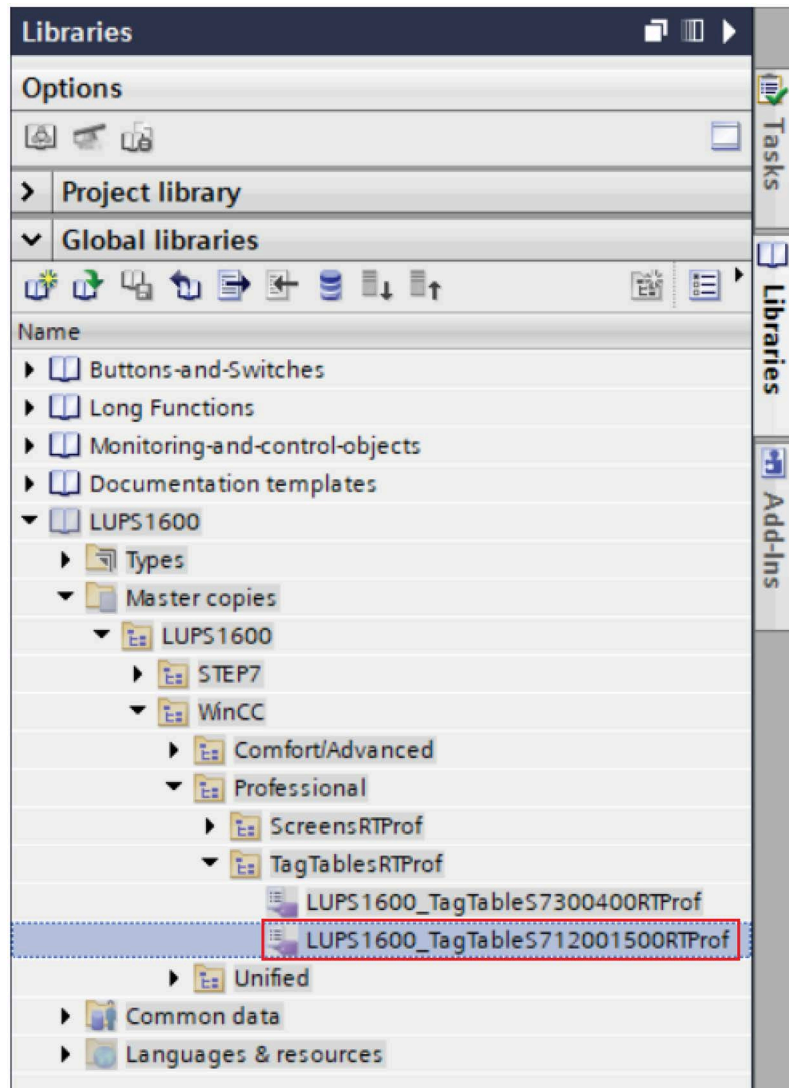 Libraries
Options
Project library
Global libraries
Name
Buttons-and-Switches
Long Functions
Monitoring-and-control-objects
Documentation templates
LUPS1600
Types
Master copies
LUPS1600
STEP7
WinCC
Comfort/Advanced
Professional
ScreensRTProf
TagTablesRTProf
LUPS1600_TagTableS7300400RTProf
LUPS1600_TagTableS712001500RTProf
Unified
Common data
Languages & resources
Tasks
Libraries
Add-Ins